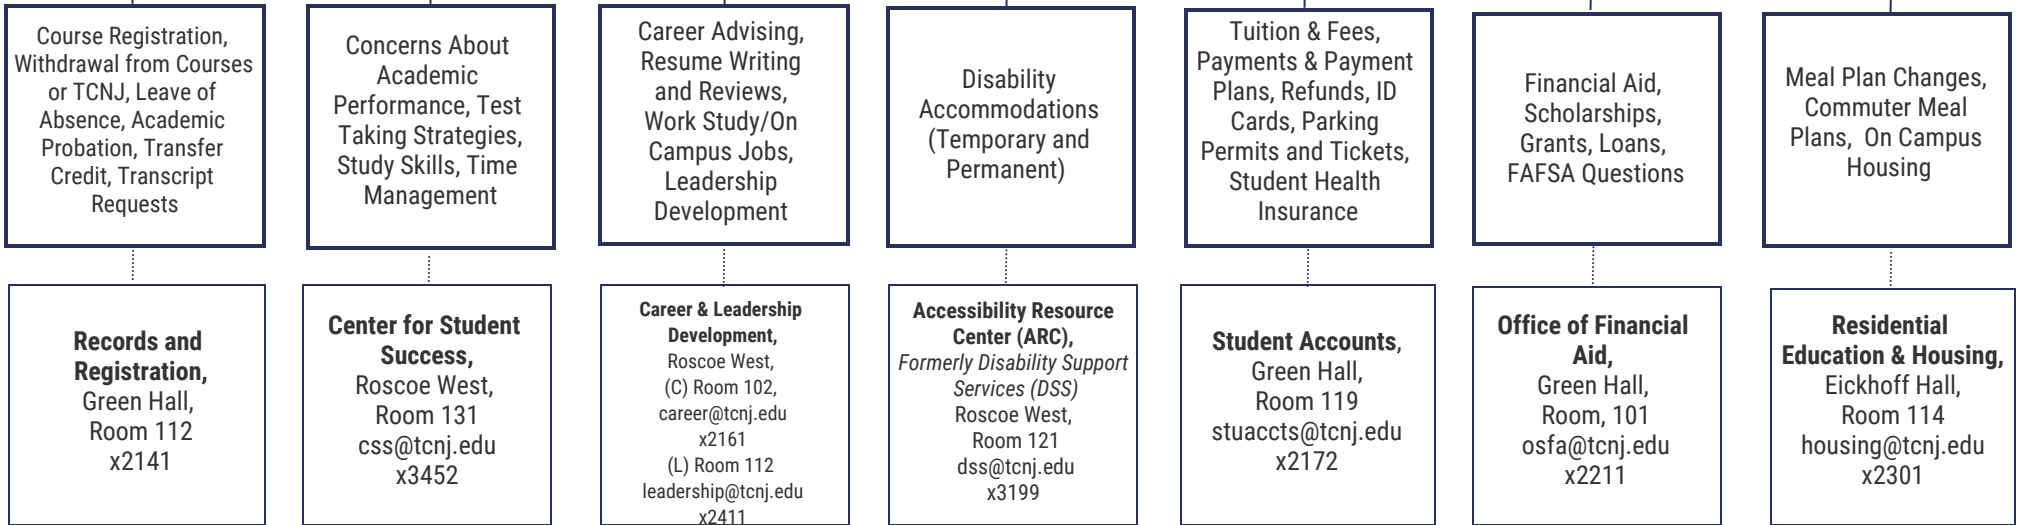 Course Registration,
Withdrawal from Courses
or TCNJ, Leave of
Absence, Academic
Probation, Transfer
Credit, Transcript
Requests
Concerns About
Academic
Performance, Test
Taking Strategies,
Study Skills, Time
Management
Career Advising,
Resume Writing
and Reviews,
Work Study/On
Campus Jobs,
Leadership
Development
Disability
Accommodations
(Temporary and
Permanent)
Tuition & Fees,
Payments & Payment
Plans, Refunds, ID
Cards, Parking
Permits and Tickets,
Student Health
Insurance
Financial Aid,
Scholarships,
Grants, Loans,
FAFSA Questions
Meal Plan Changes,
Commuter Meal
Plans, On Campus
Housing
Records and
Registration,
Green Hall,
Room 112
x2141
Center for Student
Success,
Roscoe West,
Room 131
css@tcnj.edu
x3452
Career & Leadership
Development,
Roscoe West,
(C) Room 102,
career@tcnj.edu
x2161
(L) Room 112
leadership@tcnj.edu
x2411
Accessibility Resource
Center (ARC),
Formerly Disability Support
Services (DSS)
Roscoe West,
Room 121
dss@tcnj.edu
x3199
Student Accounts,
Green Hall,
Room 119
stuaccts@tcnj.edu
x2172
Office of Financial
Aid,
Green Hall,
Room, 101
osfa@tcnj.edu
x2211
Residential
Education & Housing,
Eickhoff Hall,
Room 114
housing@tcnj.edu
x2301